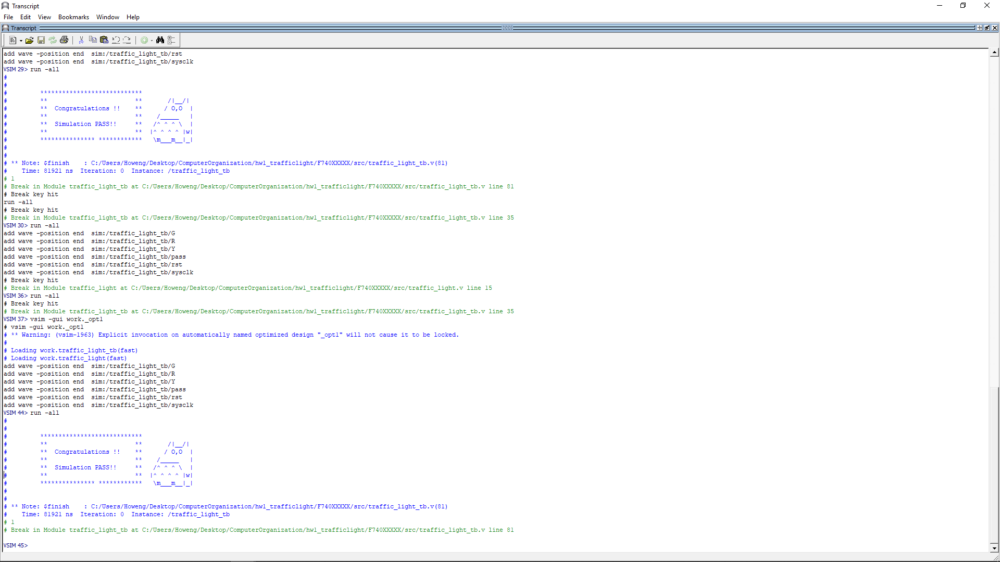 Transcript
File Edit View Bookmarks Window Help
Transcript
add wave -position end  sim:/traffic_light_tb/rst
add wave -position end  sim:/traffic_light_tb/sysclk
VSIM 29> run -all
#
#
#         ****************************
#         **                        **       /|__/|
#         **  Congratulations !!    **      / O,O  |
#         **                        **    /_____   |
#         **  Simulation PASS!!     **   /^ ^ ^ \  |
#         **                        **  |^ ^ ^ ^ |w|
#         *************** ************   \m___m__|_|
#
#
# ** Note: $finish    : C:/Users/Howeng/Desktop/ComputerOrganization/hw1_trafficlight/F740XXXXX/src/traffic_light_tb.v(81)
#    Time: 81921 ns  Iteration: 0  Instance: /traffic_light_tb
# 1
# Break in Module traffic_light_tb at C:/Users/Howeng/Desktop/ComputerOrganization/hw1_trafficlight/F740XXXXX/src/traffic_light_tb.v line 81
# Break key hit
run -all
# Break key hit
# Break in Module traffic_light_tb at C:/Users/Howeng/Desktop/ComputerOrganization/hw1_trafficlight/F740XXXXX/src/traffic_light_tb.v line 35
VSIM 30> run -all
add wave -position end  sim:/traffic_light_tb/G
add wave -position end  sim:/traffic_light_tb/R
add wave -position end  sim:/traffic_light_tb/Y
add wave -position end  sim:/traffic_light_tb/pass
add wave -position end  sim:/traffic_light_tb/rst
add wave -position end  sim:/traffic_light_tb/sysclk
# Break key hit
# Break in Module traffic_light at C:/Users/Howeng/Desktop/ComputerOrganization/hw1_trafficlight/F740XXXXX/src/traffic_light.v line 15
VSIM 36> run -all
# Break key hit
# Break in Module traffic_light_tb at C:/Users/Howeng/Desktop/ComputerOrganization/hw1_trafficlight/F740XXXXX/src/traffic_light_tb.v line 35
VSIM 37> vsim -gui work._opt1
# vsim -gui work._opt1
# ** Warning: (vsim-1963) Explicit invocation on automatically named optimized design "_opt1" will not cause it to be locked.
#
# Loading work.traffic_light_tb(fast)
# Loading work.traffic_light(fast)
add wave -position end  sim:/traffic_light_tb/G
add wave -position end  sim:/traffic_light_tb/R
add wave -position end  sim:/traffic_light_tb/Y
add wave -position end  sim:/traffic_light_tb/pass
add wave -position end  sim:/traffic_light_tb/rst
add wave -position end  sim:/traffic_light_tb/sysclk
VSIM 44> run -all
#
#
#         ****************************
#         **                        **       /|__/|
#         **  Congratulations !!    **      / O,O  |
#         **                        **    /_____   |
#         **  Simulation PASS!!     **   /^ ^ ^ \  |
#         **                        **  |^ ^ ^ ^ |w|
#         *************** ************   \m___m__|_|
#
#
# ** Note: $finish    : C:/Users/Howeng/Desktop/ComputerOrganization/hw1_trafficlight/F740XXXXX/src/traffic_light_tb.v(81)
#    Time: 81921 ns  Iteration: 0  Instance: /traffic_light_tb
# 1
# Break in Module traffic_light_tb at C:/Users/Howeng/Desktop/ComputerOrganization/hw1_trafficlight/F740XXXXX/src/traffic_light_tb.v line 81
VSIM 45>